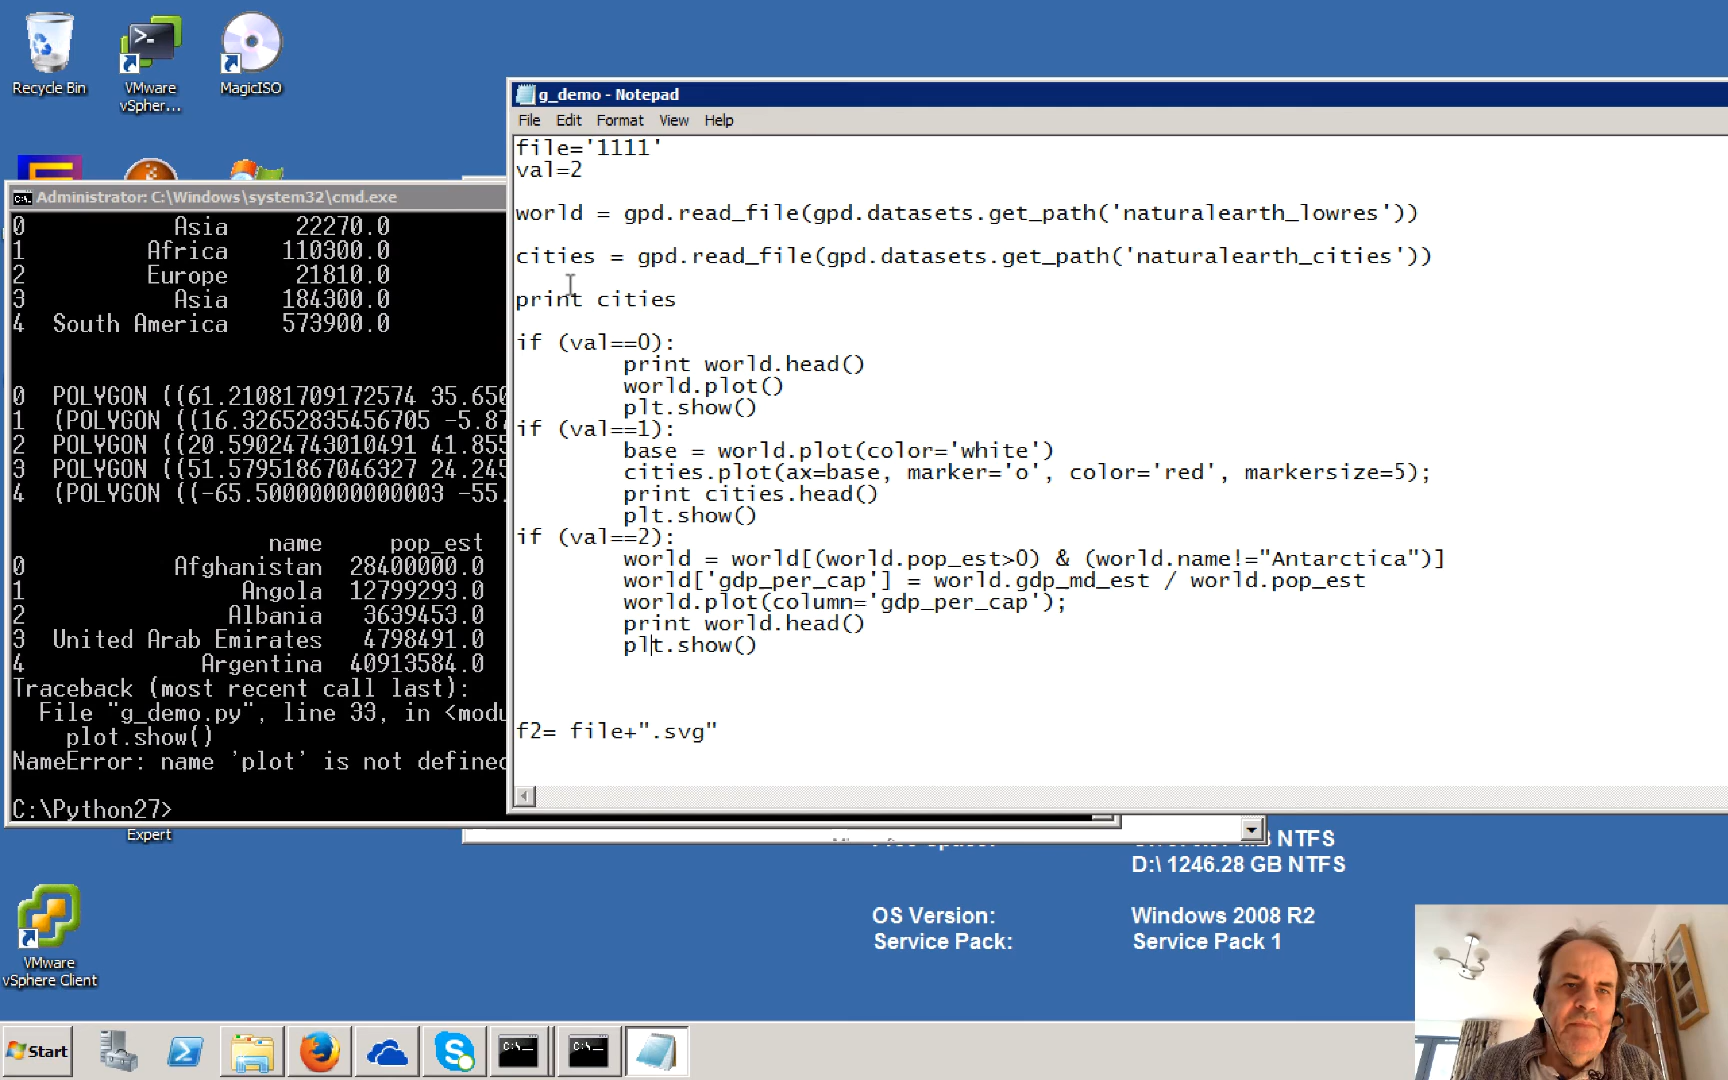 Recycle Bin
VMware
vSpher...
MagicISO
g_demo - Notepad
File Edit Format View Help
file='1111'
val=2
world = gpd.read_file(gpd.datasets.get_path('naturalearth_lowres'))
cities = gpd.read_file(gpd.datasets.get_path('naturalearth_cities'))
print cities
if (val==0):
print world.head()
world.plot()
plt.show()
if (val==1):
base = world.plot(color='white')
cities.plot(ax=base, marker='o', color='red', markersize=5);
print cities.head()
plt.show()
if (val==2):
world = world[(world.pop_est>0) & (world.name!="Antarctica")]
world['gdp_per_cap'] = world.gdp_md_est / world.pop_est
world.plot(column='gdp_per_cap');
print world.head()
plt.show()
f2= file+".svg"
Administrator: C:\Windows\system32\cmd.exe
0 Asia 22270.0
1 Africa 110300.0
2 Europe 21810.0
3 Asia 184300.0
4 South America 573900.0
0 POLYGON ((61.21081709172574 35.650
1 (POLYGON ((16.32652835456705 -5.87
2 POLYGON ((20.59024743010491 41.855
3 POLYGON ((51.57951867046327 24.245
4 (POLYGON ((-65.50000000000003 -55.
name pop_est
0 Afghanistan 28400000.0
1 Angola 12799293.0
2 Albania 3639453.0
3 United Arab Emirates 4798491.0
4 Argentina 40913584.0
Traceback (most recent call last):
File "g_demo.py", line 33, in <modu
plot.show()
NameError: name 'plot' is not defined
C:\Python27>
Expert
NTFS
D:\ 1246.28 GB NTFS
OS Version: Windows 2008 R2
Service Pack: Service Pack 1
VMware
vSphere Client
Start